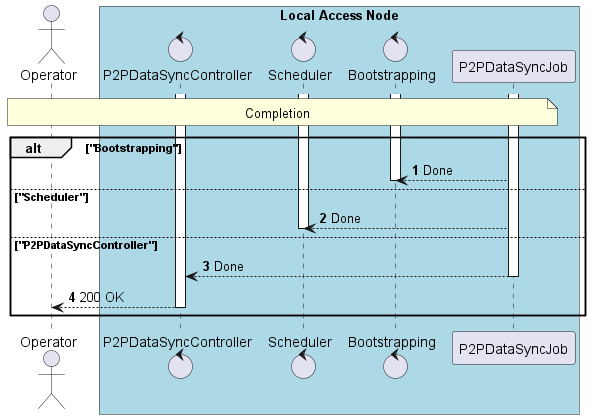 Local Access Node
Operator
P2PDataSyncController
Scheduler
Bootstrapping
P2PDataSyncJob
Completion
alt ["Bootstrapping"]
1 Done
["Scheduler"]
2 Done
["P2PDataSyncController"]
3 Done
4 200 OK
Operator
P2PDataSyncController
Scheduler
Bootstrapping
P2PDataSyncJob